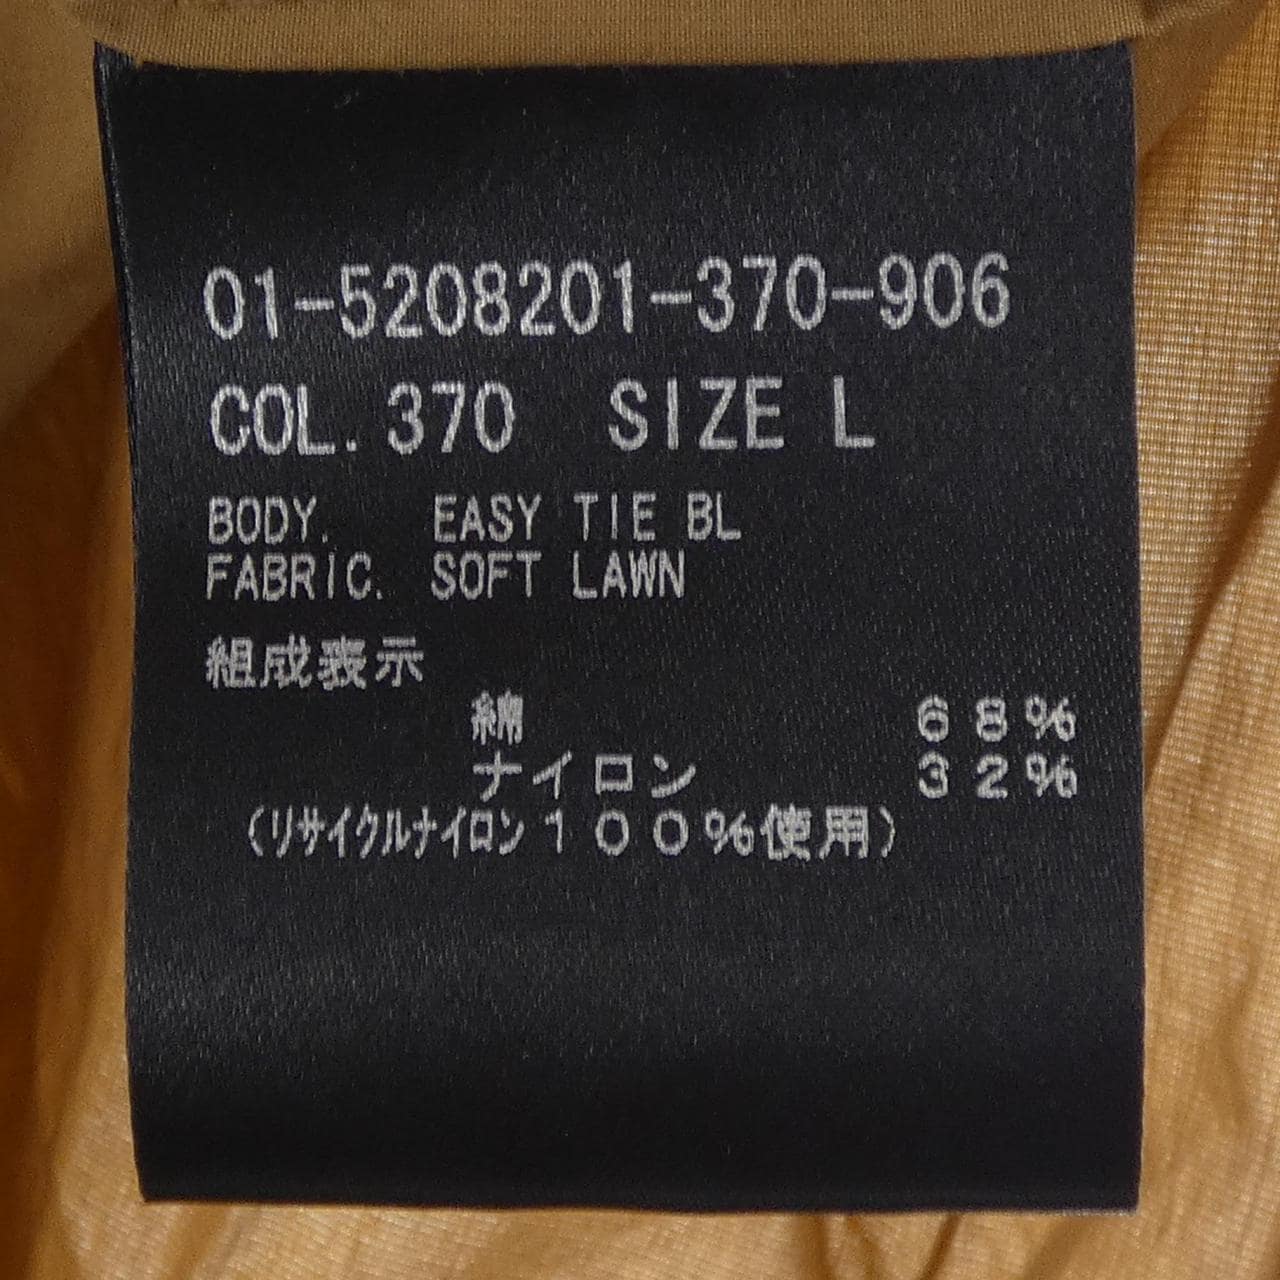 01-5208201-370-906
COL. 370 SIZE L
BODY. EASY TIE BL
FABRIC. SOFT LAWN
組成表示
綿 68%
ナイロン 32%
(リサイクルナイロン100%使用)